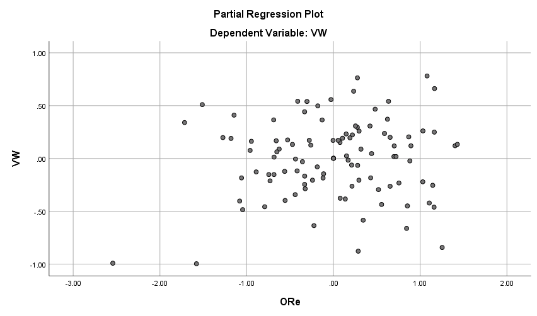 Partial Regression Plot
Dependent Variable: VW
1.00
.50
.00
-.50
-1.00
VW
-3.00 -2.00 -1.00 .00 1.00 2.00
ORe